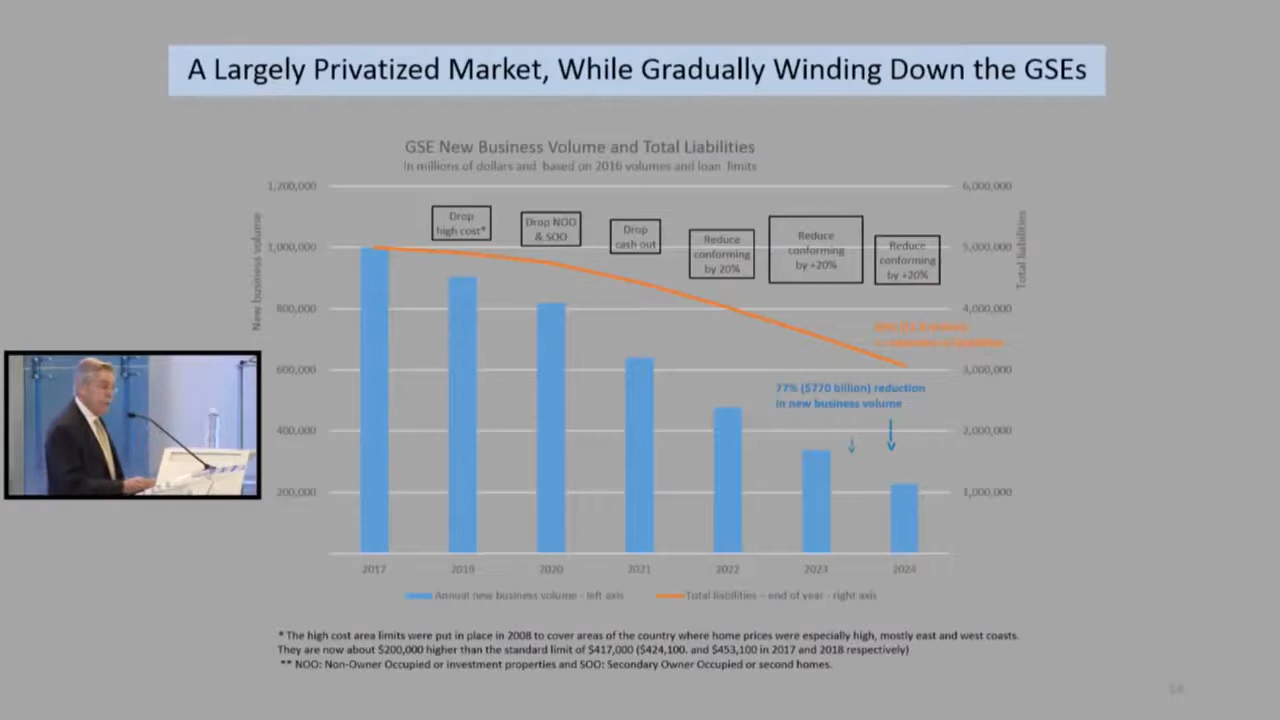 A Largely Privatized Market, While Gradually Winding Down the GSEs
GSE New Business Volume and Total Liabilities
In millions of dollars and based on 2016 volumes and loan limits
1,200,000
6,000,000
Drop
high cost*
Drop NOO
& SOO
Drop
cash out
Reduce
conforming
by 20%
Reduce
conforming
by +20%
Reduce
conforming
by +20%
1,000,000
5,000,000
New business volume
Total liabilities
800,000
4,000,000
600,000
3,000,000
77% ($770 billion) reduction
in new business volume
400,000
2,000,000
200,000
1,000,000
2017
2019
2020
2021
2022
2023
2024
Annual new business volume - left axis
Total liabilities - end of year - right axis
* The high cost area limits were put in place in 2008 to cover areas of the country where home prices were especially high, mostly east and west coasts.
They are now about $200,000 higher than the standard limit of $417,000 ($424,100. and $453,100 in 2017 and 2018 respectively)
** NOO: Non-Owner Occupied or investment properties and SOO: Secondary Owner Occupied or second homes.